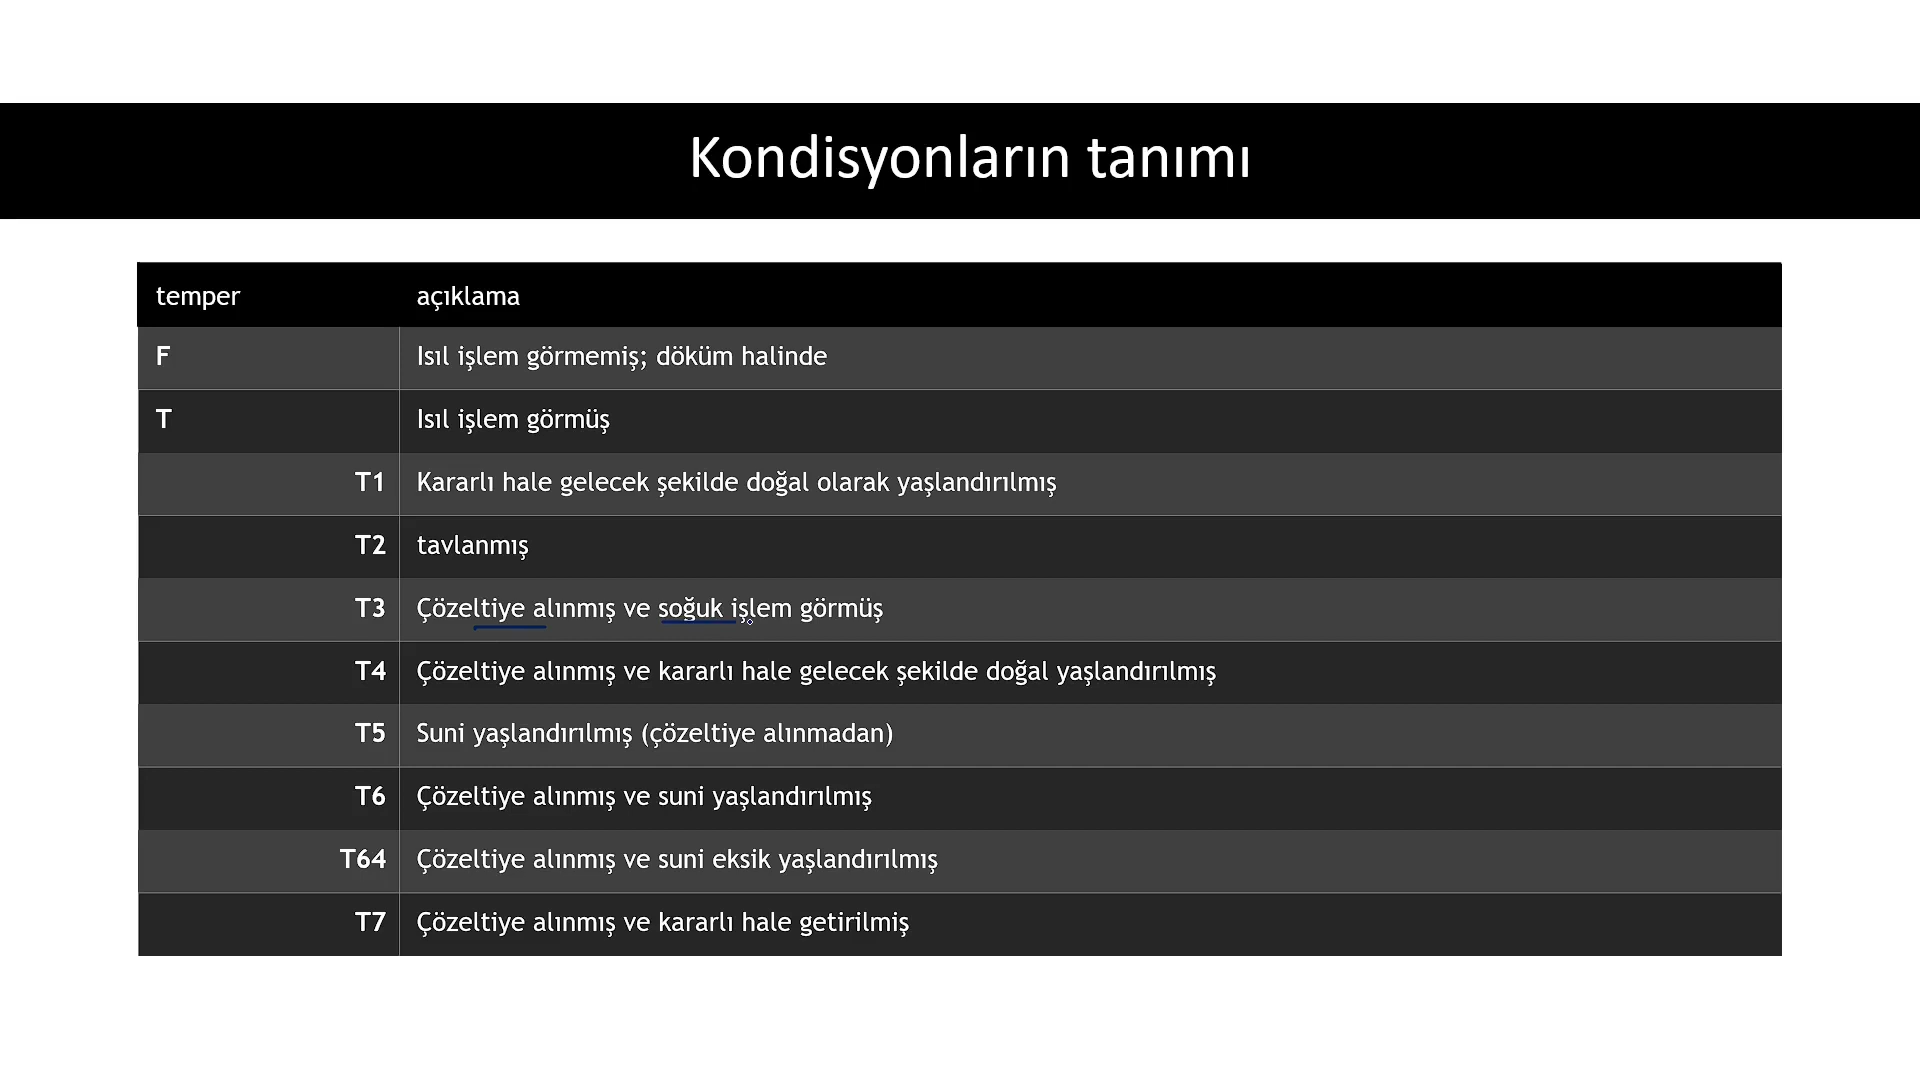 Kondisyonların tanımı
temper açıklama
F Isıl işlem görmemiş; döküm halinde
T Isıl işlem görmüş
T1 Kararlı hale gelecek şekilde doğal olarak yaşlandırılmış
T2 tavlanmış
T3 Çözeltiye alınmış ve soğuk işlem görmüş
T4 Çözeltiye alınmış ve kararlı hale gelecek şekilde doğal yaşlandırılmış
T5 Suni yaşlandırılmış (çözeltiye alınmadan)
T6 Çözeltiye alınmış ve suni yaşlandırılmış
T64 Çözeltiye alınmış ve suni eksik yaşlandırılmış
T7 Çözeltiye alınmış ve kararlı hale getirilmiş